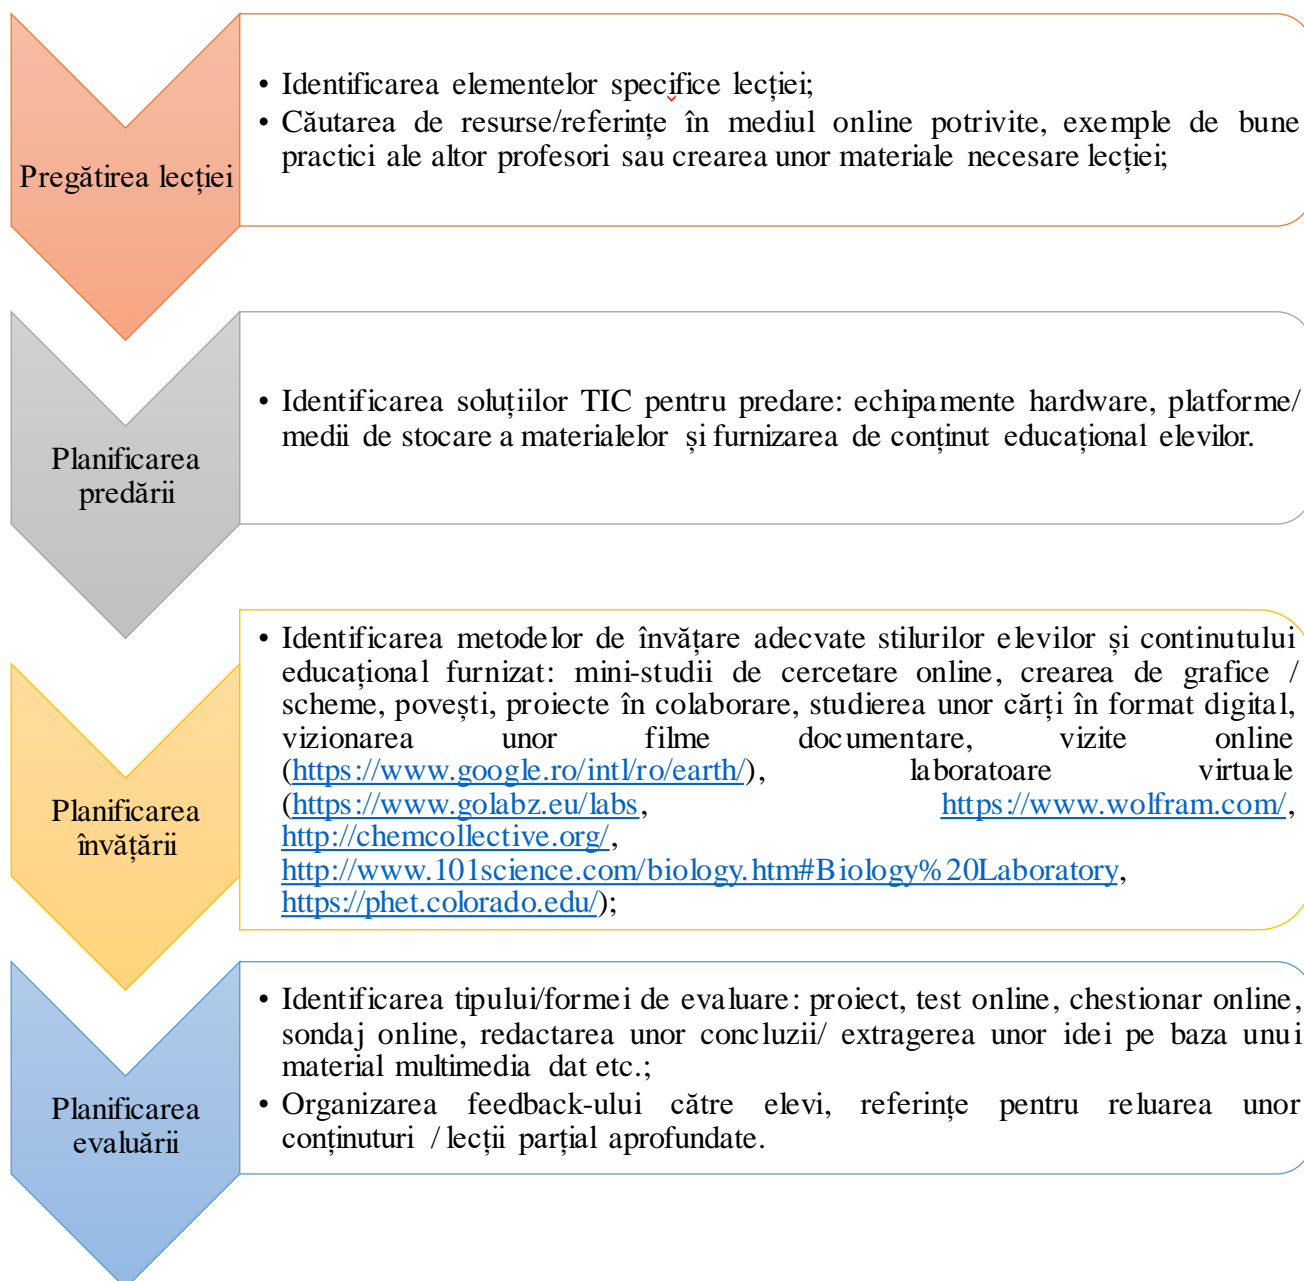 Pregătirea lecției
• Identificarea elementelor specifice lecției;
• Căutarea de resurse/referințe în mediul online potrivite, exemple de bune
practici ale altor profesori sau crearea unor materiale necesare lecției;
Planificarea
predării
• Identificarea soluțiilor TIC pentru predare: echipamente hardware, platforme/
medii de stocare a materialelor și furnizarea de conținut educațional elevilor.
Planificarea
învățării
• Identificarea metodelor de învățare adecvate stilurilor elevilor și continutului
educațional furnizat: mini-studii de cercetare online, crearea de grafice /
scheme, povești, proiecte în colaborare, studierea unor cărți în format digital,
vizionarea unor filme documentare, vizite online
(https://www.google.ro/intl/ro/earth/), laboratoare virtuale
(https://www.golabz.eu/labs, https://www.wolfram.com/,
http://chemcollective.org/,
http://www.101science.com/biology.htm#Biology%20Laboratory,
https://phet.colorado.edu/);
Planificarea
evaluării
• Identificarea tipului/formei de evaluare: proiect, test online, chestionar online,
sondaj online, redactarea unor concluzii/ extragerea unor idei pe baza unui
material multimedia dat etc.;
• Organizarea feedback-ului către elevi, referințe pentru reluarea unor
conținuturi / lecții parțial aprofundate.